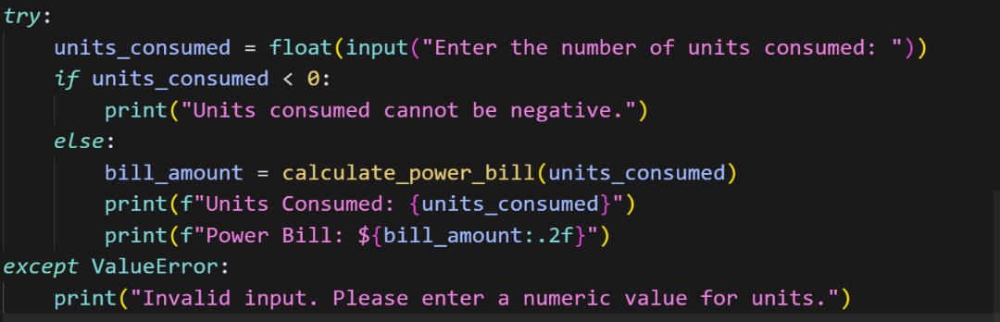 try:
    units_consumed = float(input("Enter the number of units consumed: "))
    if units_consumed < 0:
        print("Units consumed cannot be negative.")
    else:
        bill_amount = calculate_power_bill(units_consumed)
        print(f"Units Consumed: {units_consumed}")
        print(f"Power Bill: ${bill_amount:.2f}")
except ValueError:
    print("Invalid input. Please enter a numeric value for units.")